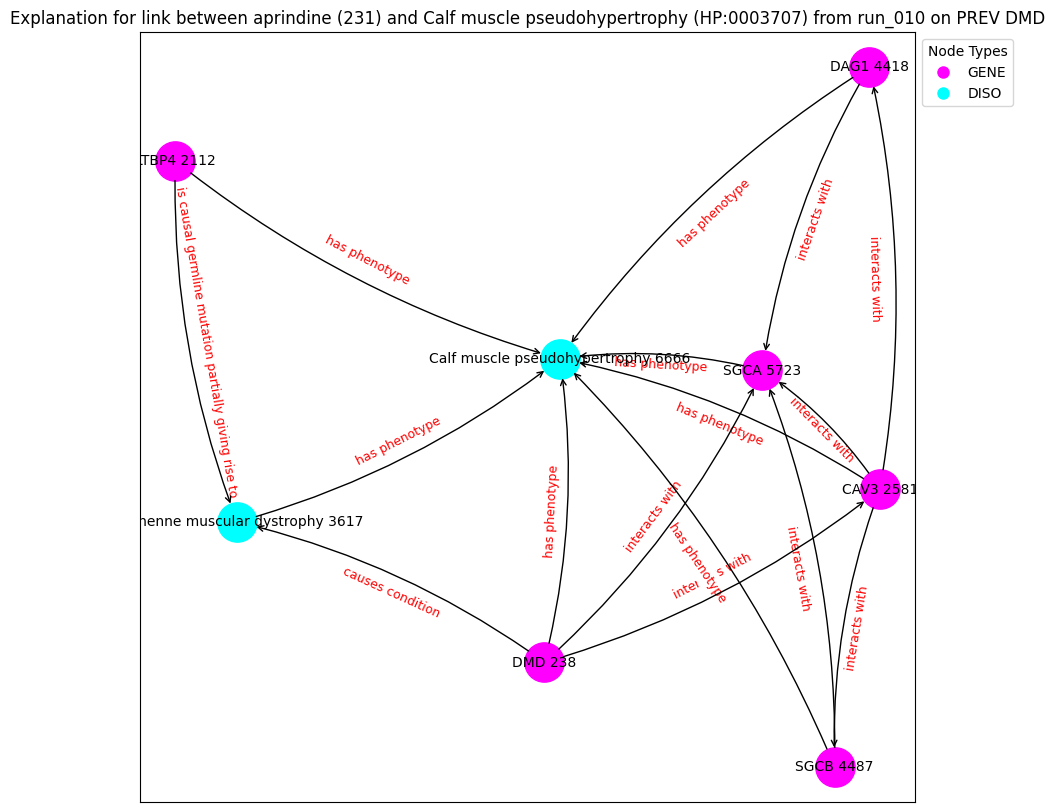 Explanation for link between aprindine (231) and Calf muscle pseudohypertrophy (HP:0003707) from run_010 on PREV DMD
Node Types
GENE
DISO
DAG1 4418
TBP4 2112
has phenotype
interacts with
is causal germline mutation partially giving rise to
has phenotype
interacts with
Calf muscle pseudohypertrophy 6666
has phenotype
SGCA 5723
has phenotype
interacts with
has phenotype
CAV3 2581
has phenotype
interacts with
henne muscular dystrophy 3617
has phenotype
interacts with
inter s with
causes condition
interacts with
DMD 238
SGCB 4487